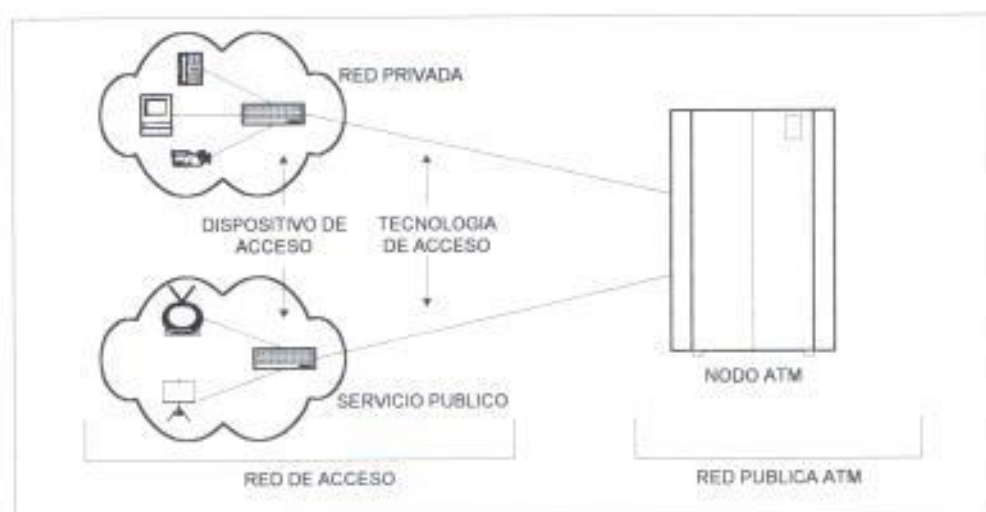 RED PRIVADA
DISPOSITIVO DE
ACCESO
TECNOLOGIA
DE ACCESO
NODO ATM
SERVICIO PUBLICO
RED DE ACCESO
RED PUBLICA ATM